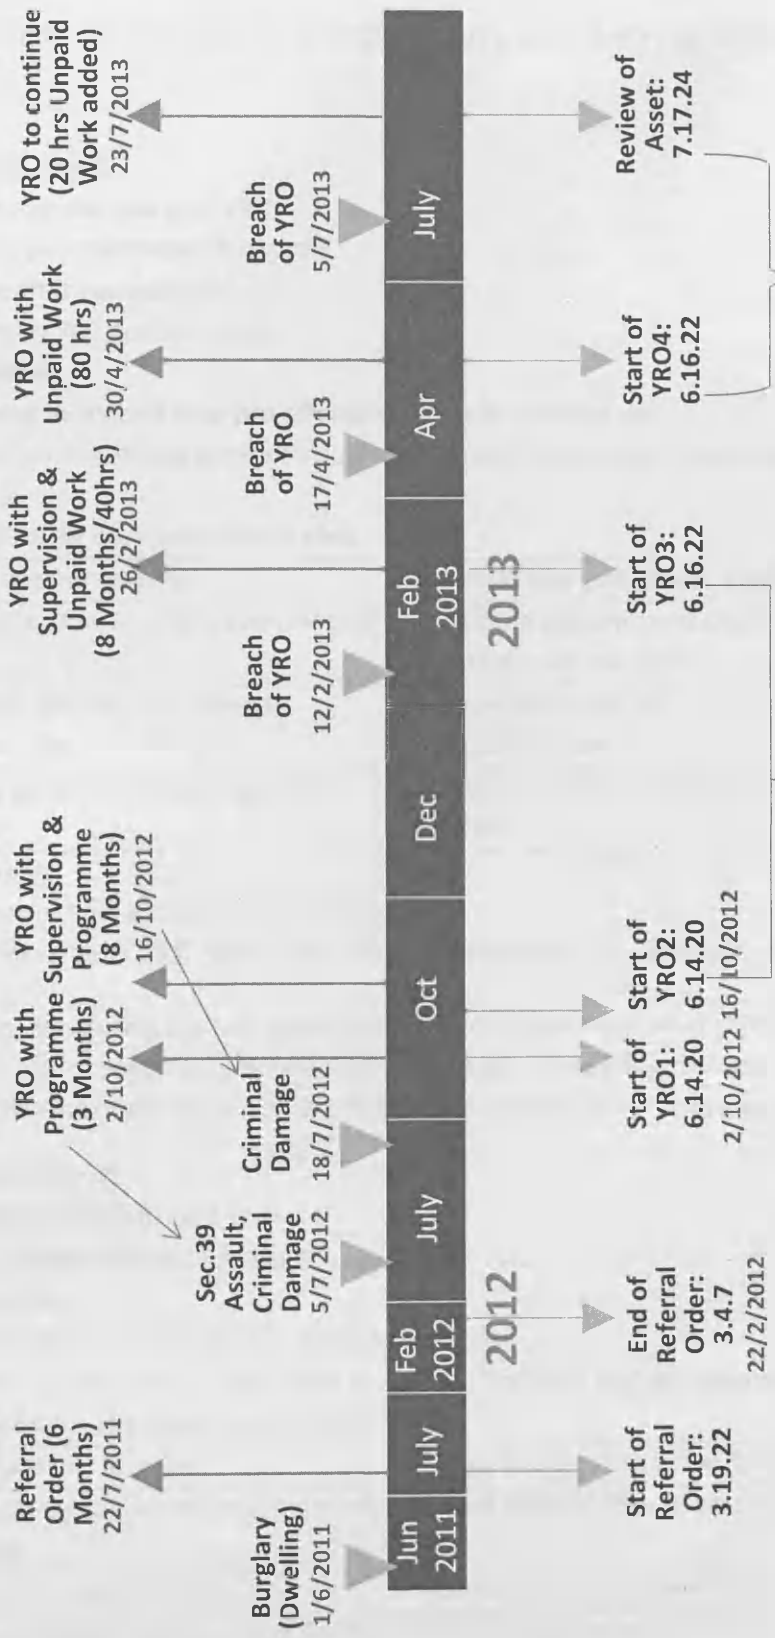 Referral
Order (6
Months)
22/7/2011
YRO with
Programme
(3 Months)
2/10/2012
YRO with
Supervision &
Programme
(8 Months)
16/10/2012
YRO with
Supervision &
Unpaid Work
(8 Months/40hrs)
26/2/2013
YRO with
Unpaid Work
(80 hrs)
30/4/2013
YRO to continue
(20 hrs Unpaid
Work added)
23/7/2013
Burglary
(Dwelling)
1/6/2011
Sec.39
Assault,
Criminal
Damage
5/7/2012
Criminal
Damage
18/7/2012
Breach
of YRO
12/2/2013
Breach
of YRO
17/4/2013
Breach
of YRO
5/7/2013
Jun
2011
July
Feb
2012
July
Oct
Dec
Feb
2013
Apr
July
2012
2013
Start of
Referral
Order:
3.19.22
End of
Referral
Order:
3.4.7
22/2/2012
Start of
YRO1:
6.14.20
2/10/2012
Start of
YRO2:
6.14.20
16/10/2012
Start of
YRO3:
6.16.22
Start of
YRO4:
6.16.22
Review of
Asset:
7.17.24